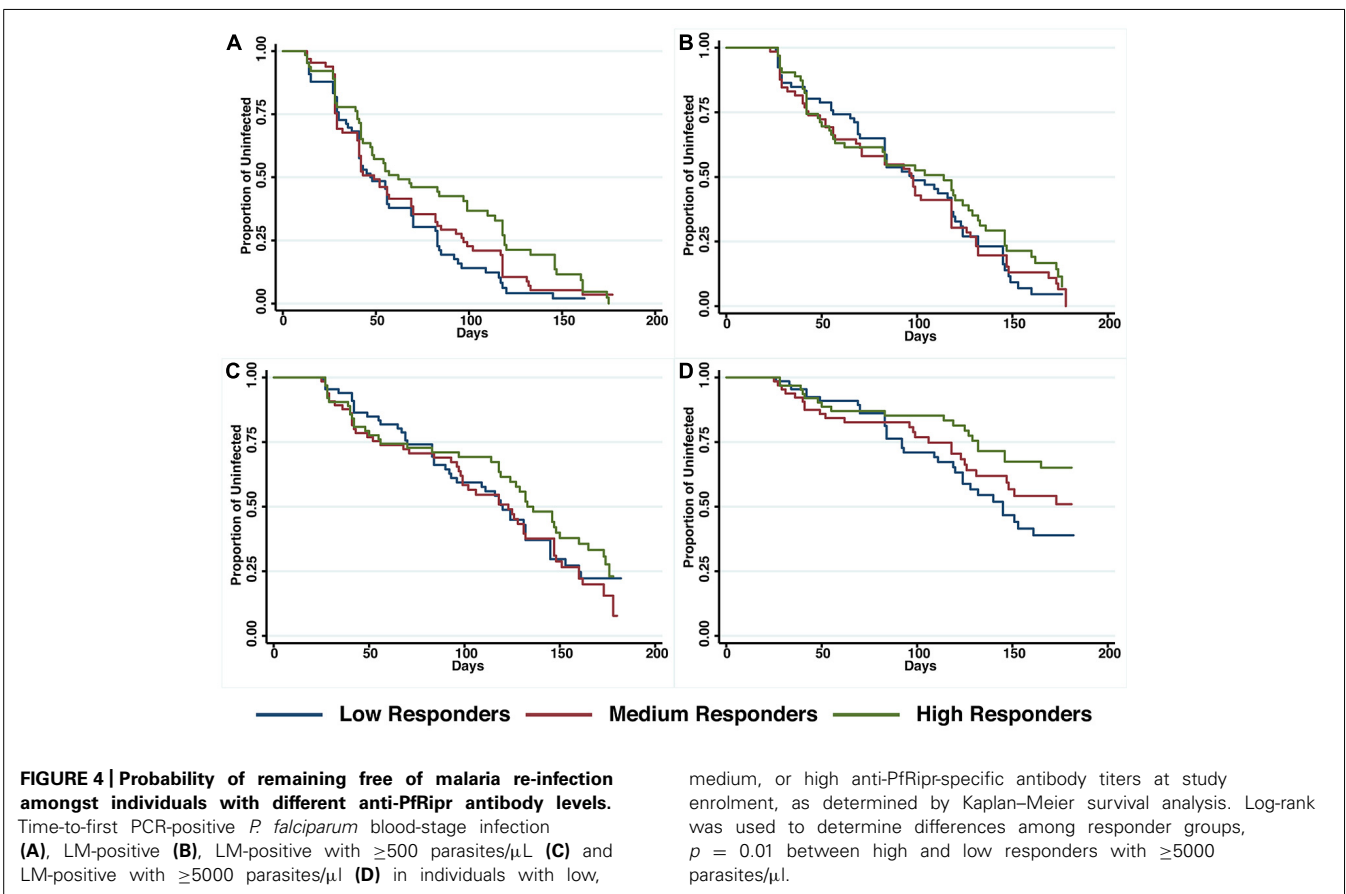 A
1.00
0.75
0.50
0.25
0.00
Proportion of Uninfected
0 50 100 150 200
Days
B
1.00
0.75
0.50
0.25
0.00
Proportion of Uninfected
0 50 100 150 200
Days
C
1.00
0.75
0.50
0.25
0.00
Proportion of Uninfected
0 50 100 150 200
Days
D
1.00
0.75
0.50
0.25
0.00
Proportion of Uninfected
0 50 100 150 200
Days
Low Responders Medium Responders High Responders
FIGURE 4 | Probability of remaining free of malaria re-infection
amongst individuals with different anti-PfRipr antibody levels.
Time-to-first PCR-positive P. falciparum blood-stage infection
(A), LM-positive (B), LM-positive with ≥500 parasites/μL (C) and
LM-positive with ≥5000 parasites/μl (D) in individuals with low,
medium, or high anti-PfRipr-specific antibody titers at study
enrolment, as determined by Kaplan–Meier survival analysis. Log-rank
was used to determine differences among responder groups,
p = 0.01 between high and low responders with ≥5000
parasites/μl.